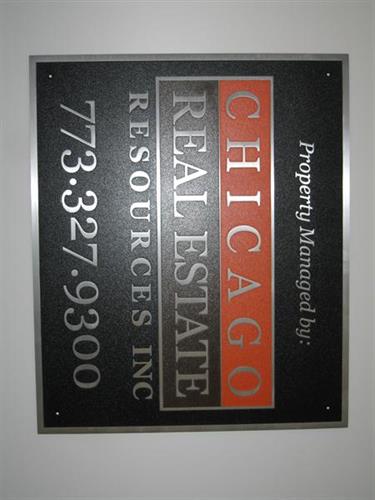 Property Managed by:
CHICAGO
REAL ESTATE
RESOURCES INC
773.327.9300